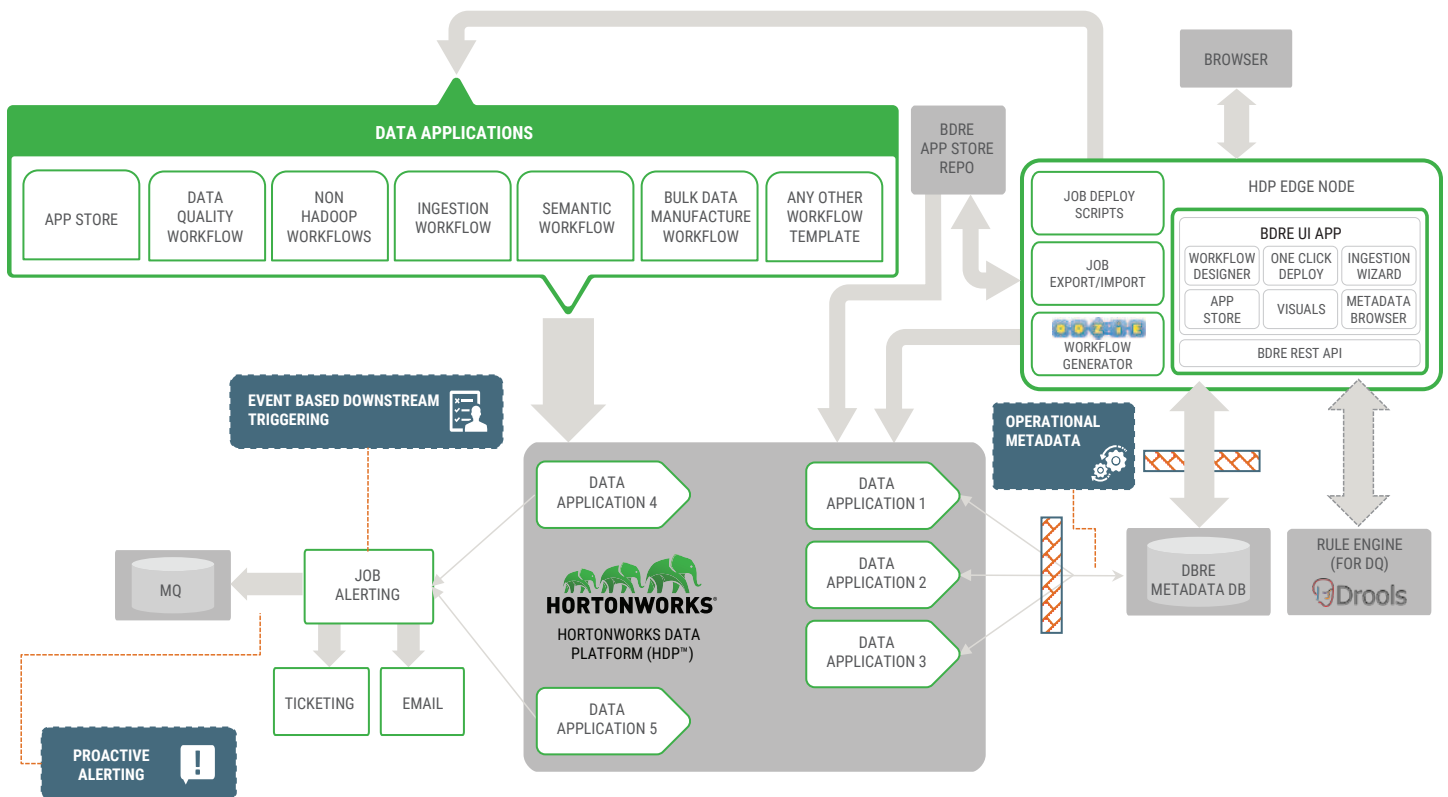 BROWSER
DATA APPLICATIONS
APP STORE
DATA
QUALITY
WORKFLOW
NON
HADOOP
WORKFLOWS
INGESTION
WORKFLOW
SEMANTIC
WORKFLOW
BULK DATA
MANUFACTURE
WORKFLOW
ANY OTHER
WORKFLOW
TEMPLATE
BDRE
APP STORE
REPO
HDP EDGE NODE
JOB DEPLOY
SCRIPTS
JOB
EXPORT/IMPORT
OOZIE
WORKFLOW
GENERATOR
BDRE UI APP
WORKFLOW
DESIGNER
ONE CLICK
DEPLOY
INGESTION
WIZARD
APP
STORE
VISUALS
METADATA
BROWSER
BDRE REST API
EVENT BASED DOWNSTREAM
TRIGGERING
OPERATIONAL
METADATA
DATA
APPLICATION 4
DATA
APPLICATION 1
DATA
APPLICATION 2
DATA
APPLICATION 3
DATA
APPLICATION 5
HORTONWORKS®
HORTONWORKS DATA
PLATFORM (HDP™)
MQ
JOB
ALERTING
TICKETING
EMAIL
PROACTIVE
ALERTING
!
DBRE
METADATA DB
RULE ENGINE
(FOR DQ)
Drools